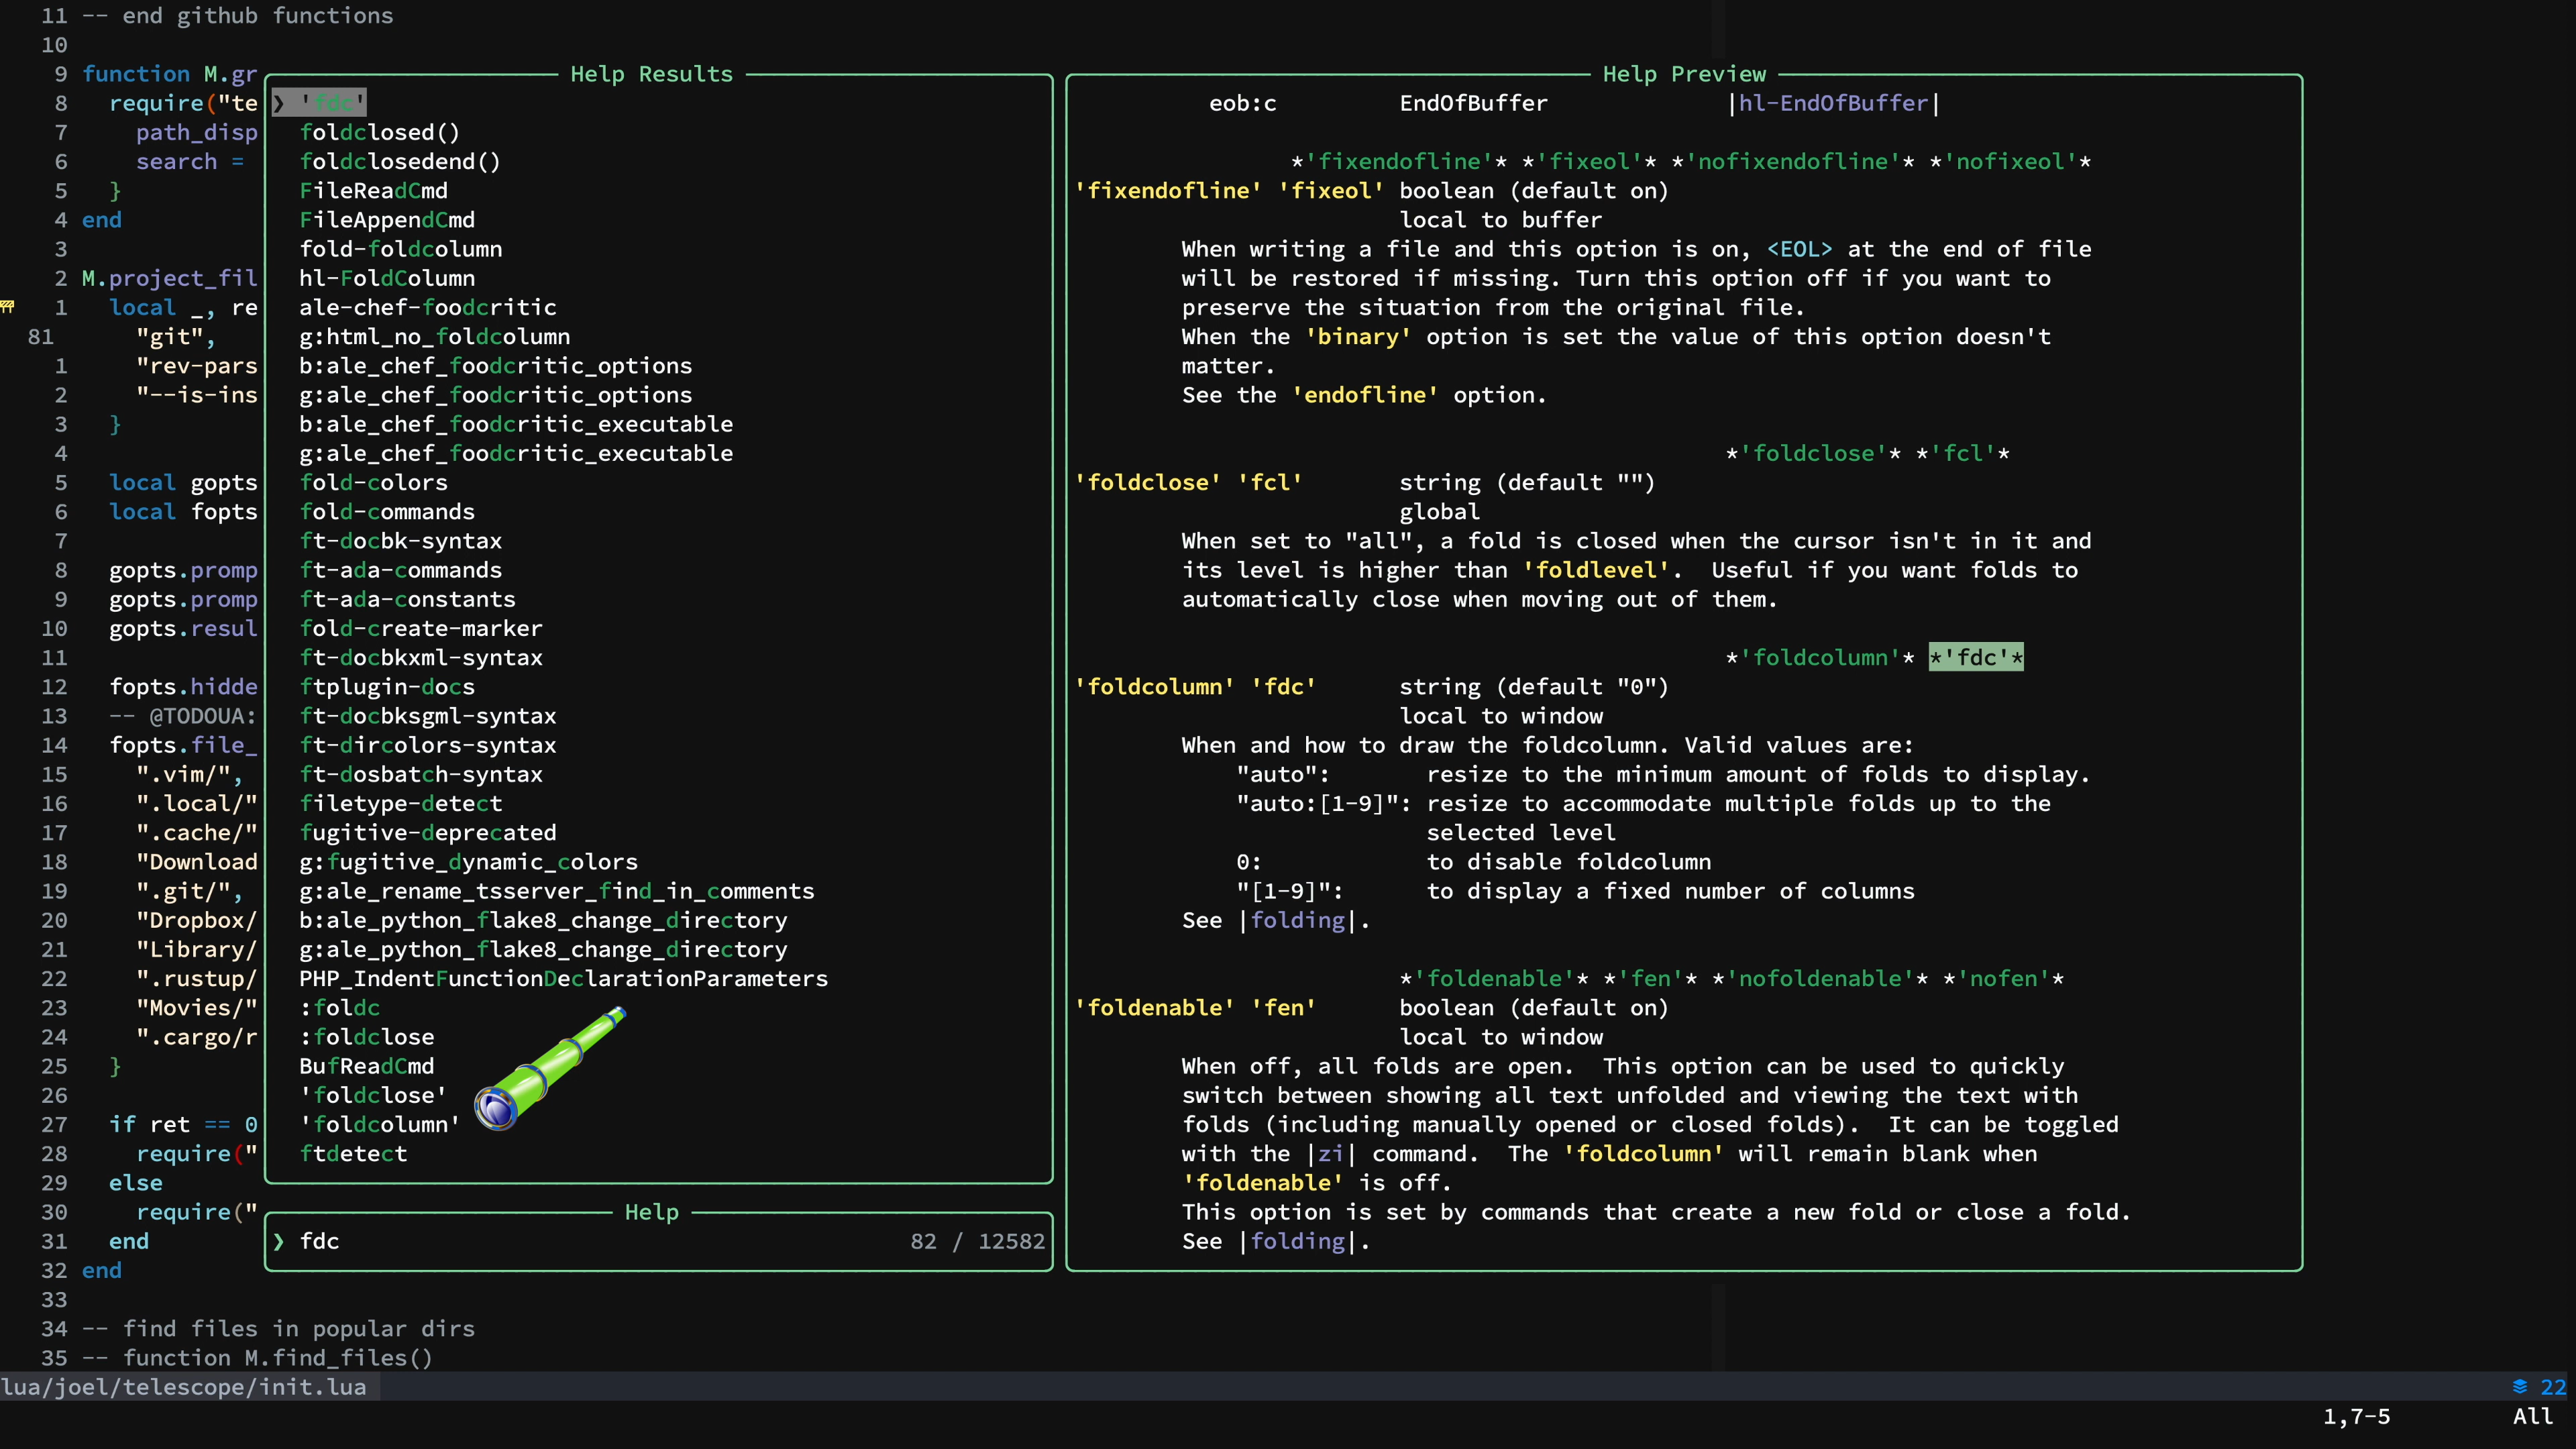 11 -- end github functions
10
9 function M.gr
8   require("te
7     path_disp
6     search =
5   }
4 end
3
2 M.project_fil
1   local _, re
81     "git",
1     "rev-pars
2     "--is-ins
3   }
4
5   local gopts
6   local fopts
7
8   gopts.promp
9   gopts.promp
10   gopts.resul
11
12   fopts.hidde
13   -- @TODOUA:
14   fopts.file_
15     ".vim/",
16     ".local/"
17     ".cache/"
18     "Download
19     ".git/",
20     "Dropbox/
21     "Library/
22     ".rustup/
23     "Movies/"
24     ".cargo/r
25   }
26
27   if ret == 0
28     require("
29   else
30     require("
31   end
32 end
33
34 -- find files in popular dirs
35 -- function M.find_files()
Help Results
❯ 'fdc'
foldclosed()
foldclosedend()
FileReadCmd
FileAppendCmd
fold-foldcolumn
hl-FoldColumn
ale-chef-foodcritic
g:html_no_foldcolumn
b:ale_chef_foodcritic_options
g:ale_chef_foodcritic_options
b:ale_chef_foodcritic_executable
g:ale_chef_foodcritic_executable
fold-colors
fold-commands
ft-docbk-syntax
ft-ada-commands
ft-ada-constants
fold-create-marker
ft-docbkxml-syntax
ftplugin-docs
ft-docbksgml-syntax
ft-dircolors-syntax
ft-dosbatch-syntax
filetype-detect
fugitive-deprecated
g:fugitive_dynamic_colors
g:ale_rename_tsserver_find_in_comments
b:ale_python_flake8_change_directory
g:ale_python_flake8_change_directory
PHP_IndentFunctionDeclarationParameters
:foldc
:foldclose
BufReadCmd
'foldclose'
'foldcolumn'
ftdetect
Help
❯ fdc 82 / 12582
Help Preview
eob:c EndOfBuffer |hl-EndOfBuffer|
*'fixendofline'* *'fixeol'* *'nofixendofline'* *'nofixeol'*
'fixendofline' 'fixeol' boolean (default on)
local to buffer
When writing a file and this option is on, <EOL> at the end of file
will be restored if missing. Turn this option off if you want to
preserve the situation from the original file.
When the 'binary' option is set the value of this option doesn't
matter.
See the 'endofline' option.
*'foldclose'* *'fcl'*
'foldclose' 'fcl' string (default "")
global
When set to "all", a fold is closed when the cursor isn't in it and
its level is higher than 'foldlevel'.  Useful if you want folds to
automatically close when moving out of them.
*'foldcolumn'* *'fdc'*
'foldcolumn' 'fdc' string (default "0")
local to window
When and how to draw the foldcolumn. Valid values are:
"auto": resize to the minimum amount of folds to display.
"auto:[1-9]": resize to accommodate multiple folds up to the
selected level
0: to disable foldcolumn
"[1-9]": to display a fixed number of columns
See |folding|.
*'foldenable'* *'fen'* *'nofoldenable'* *'nofen'*
'foldenable' 'fen' boolean (default on)
local to window
When off, all folds are open.  This option can be used to quickly
switch between showing all text unfolded and viewing the text with
folds (including manually opened or closed folds).  It can be toggled
with the |zi| command.  The 'foldcolumn' will remain blank when
'foldenable' is off.
This option is set by commands that create a new fold or close a fold.
See |folding|.
lua/joel/telescope/init.lua 22
1,7-5 All